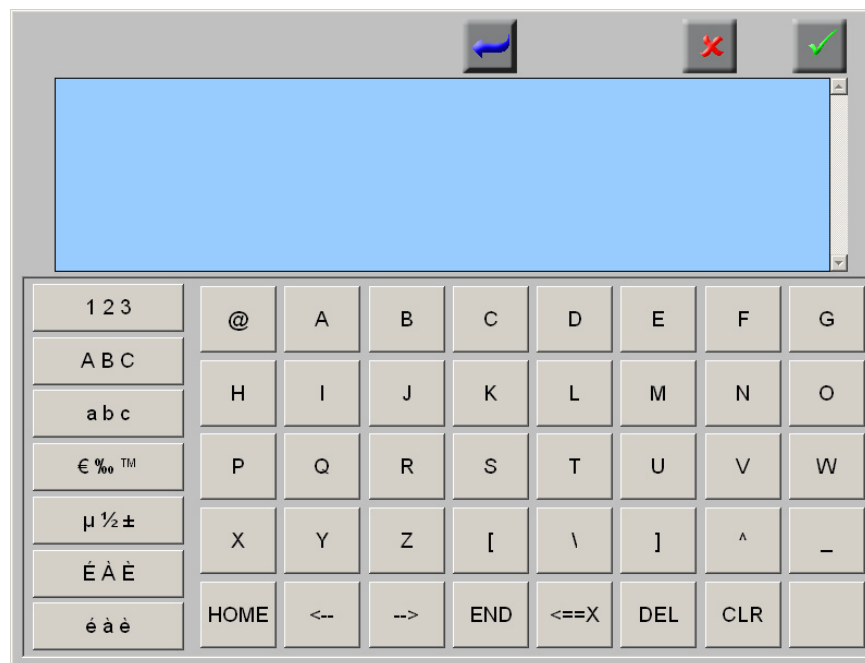 1 2 3
A B C
a b c
€ ‰ ™
µ ½ ±
É À È
é à è
@ A B C D E F G
H I J K L M N O
P Q R S T U V W
X Y Z [ \ ] ^ _
HOME <-- --> END <==X DEL CLR